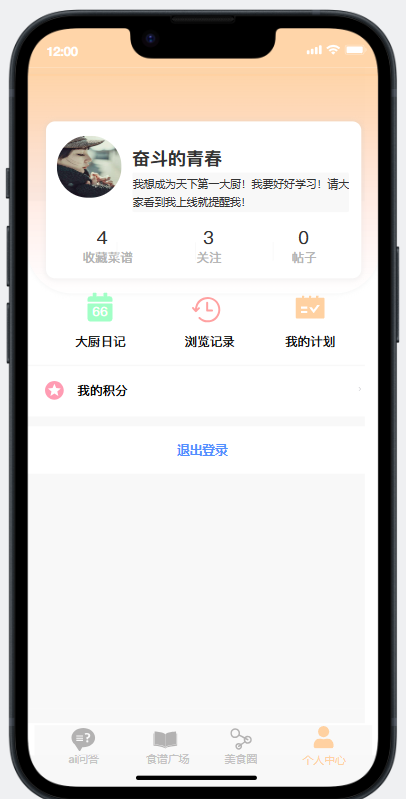 12:00
奋斗的青春
我想成为天下第一大厨！我要好好学习！请大
家看到我上线就提醒我！
4 3 0
收藏菜谱 关注 帖子
66
大厨日记 浏览记录 我的计划
我的积分
退出登录
ai问答 食谱广场 美食圈 个人中心